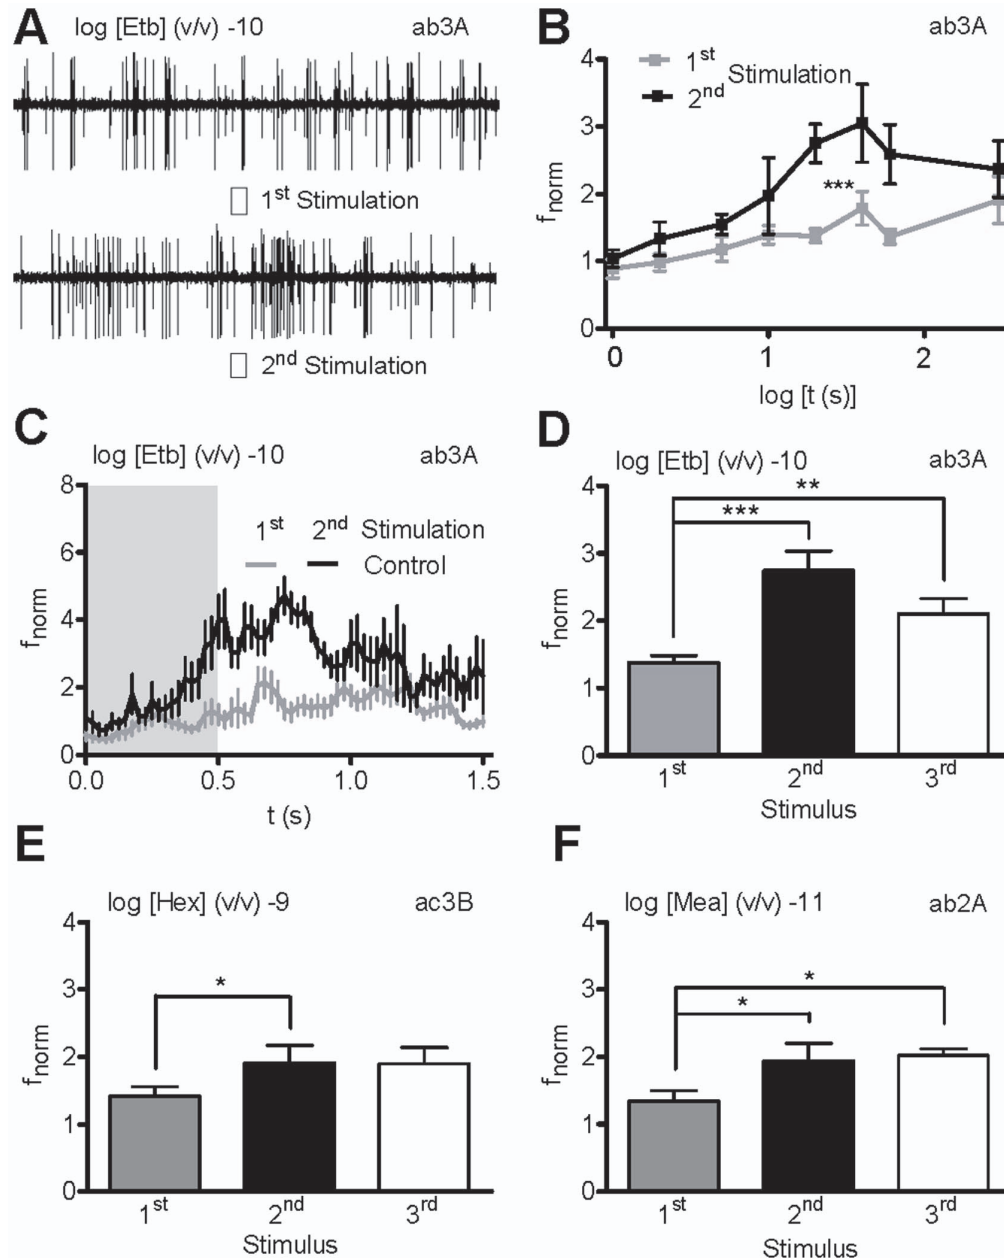 A
log [Etb] (v/v) -10 ab3A
1st Stimulation
2nd Stimulation
B
ab3A
1st
2nd
Stimulation
4
3
2
1
0
fnorm
***
0 1 2
log [t (s)]
C
log [Etb] (v/v) -10 ab3A
8
6
4
2
0
fnorm
1st 2nd Stimulation
Control
0.0 0.5 1.0 1.5
t (s)
D
log [Etb] (v/v) -10 ab3A
4
3
2
1
0
fnorm
**
***
1st 2nd 3rd
Stimulus
E
log [Hex] (v/v) -9 ac3B
4
3
2
1
0
fnorm
*
1st 2nd 3rd
Stimulus
F
log [Mea] (v/v) -11 ab2A
4
3
2
1
0
fnorm
*
*
1st 2nd 3rd
Stimulus